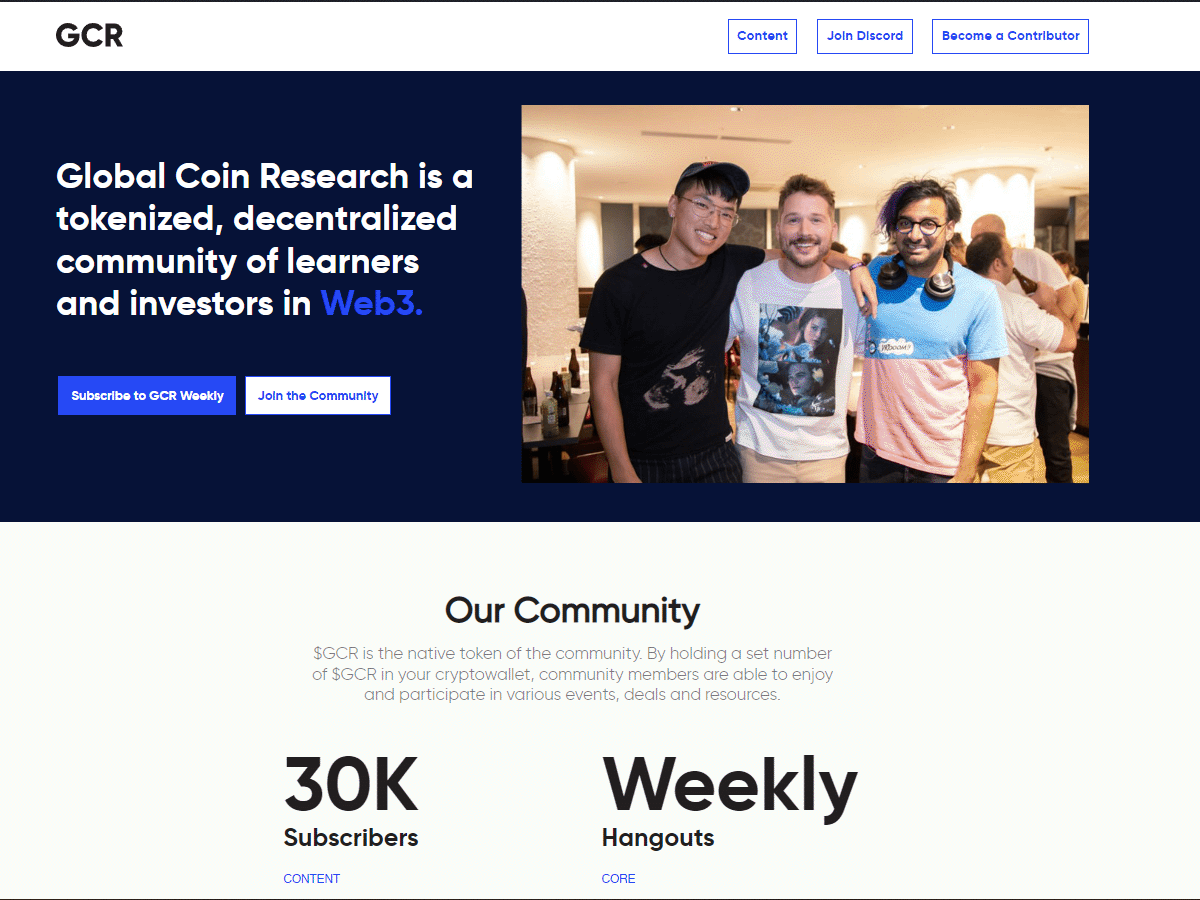 GCR
Content
Join Discord
Become a Contributor
Global Coin Research is a
tokenized, decentralized
community of learners
and investors in Web3.
Subscribe to GCR Weekly
Join the Community
Our Community
$GCR is the native token of the community. By holding a set number
of $GCR in your cryptowallet, community members are able to enjoy
and participate in various events, deals and resources.
30K
Weekly
Subscribers
Hangouts
CONTENT
CORE